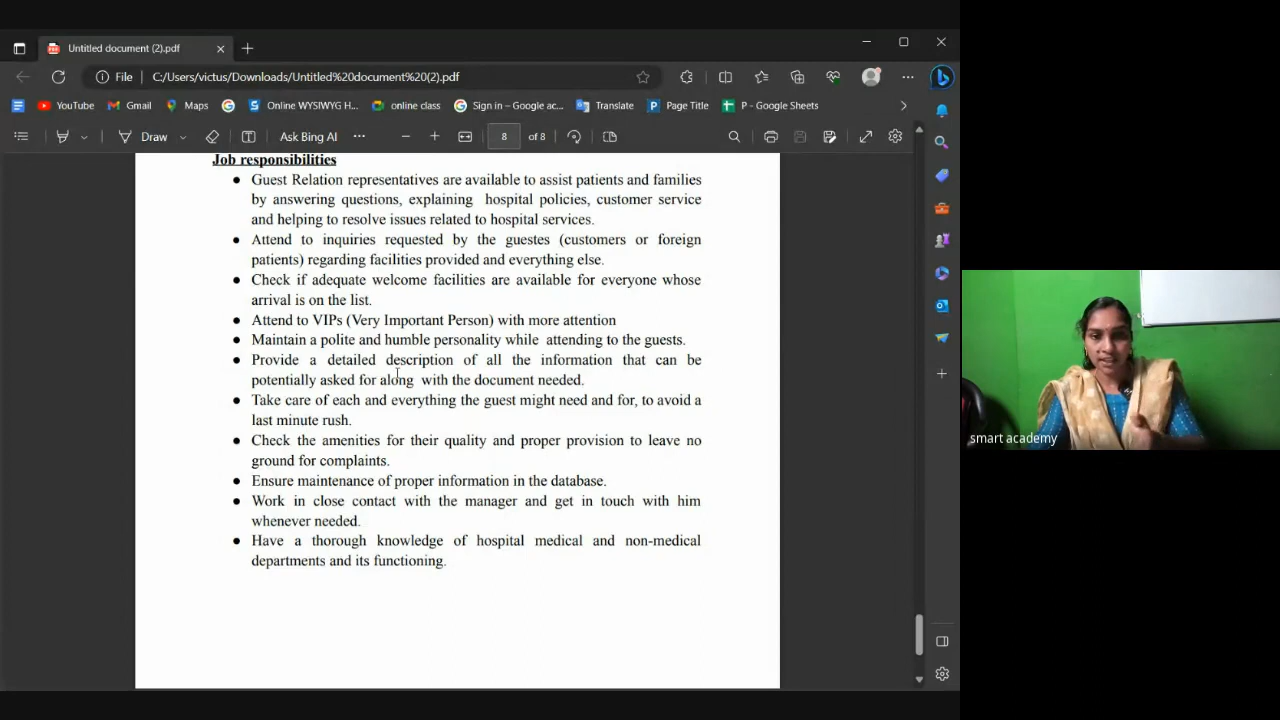 Untitled document (2).pdf
File C:/Users/victus/Downloads/Untitled%20document%20(2).pdf
YouTube Gmail Maps Online WYSIWYG H... online class Sign in – Google ac... Translate Page Title P - Google Sheets
Draw Ask Bing AI 8 of 8
Job responsibilities
● Guest Relation representatives are available to assist patients and families
by answering questions, explaining hospital policies, customer service
and helping to resolve issues related to hospital services.
● Attend to inquiries requested by the guestes (customers or foreign
patients) regarding facilities provided and everything else.
● Check if adequate welcome facilities are available for everyone whose
arrival is on the list.
● Attend to VIPs (Very Important Person) with more attention
● Maintain a polite and humble personality while attending to the guests.
● Provide a detailed description of all the information that can be
potentially asked for along with the document needed.
● Take care of each and everything the guest might need and for, to avoid a
last minute rush.
● Check the amenities for their quality and proper provision to leave no
ground for complaints.
● Ensure maintenance of proper information in the database.
● Work in close contact with the manager and get in touch with him
whenever needed.
● Have a thorough knowledge of hospital medical and non-medical
departments and its functioning.
smart academy